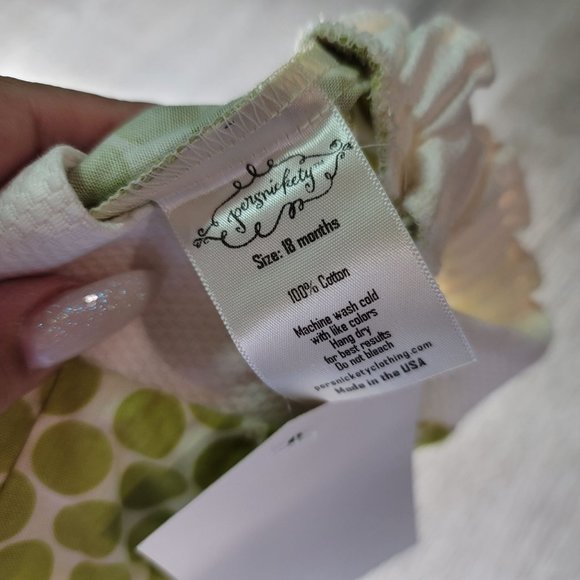 persnickety
Size: 18 months
100% Cotton
Machine wash cold
with like colors
Hang dry
for best results
Do not bleach
persnicketyclothing.com
Made in the USA